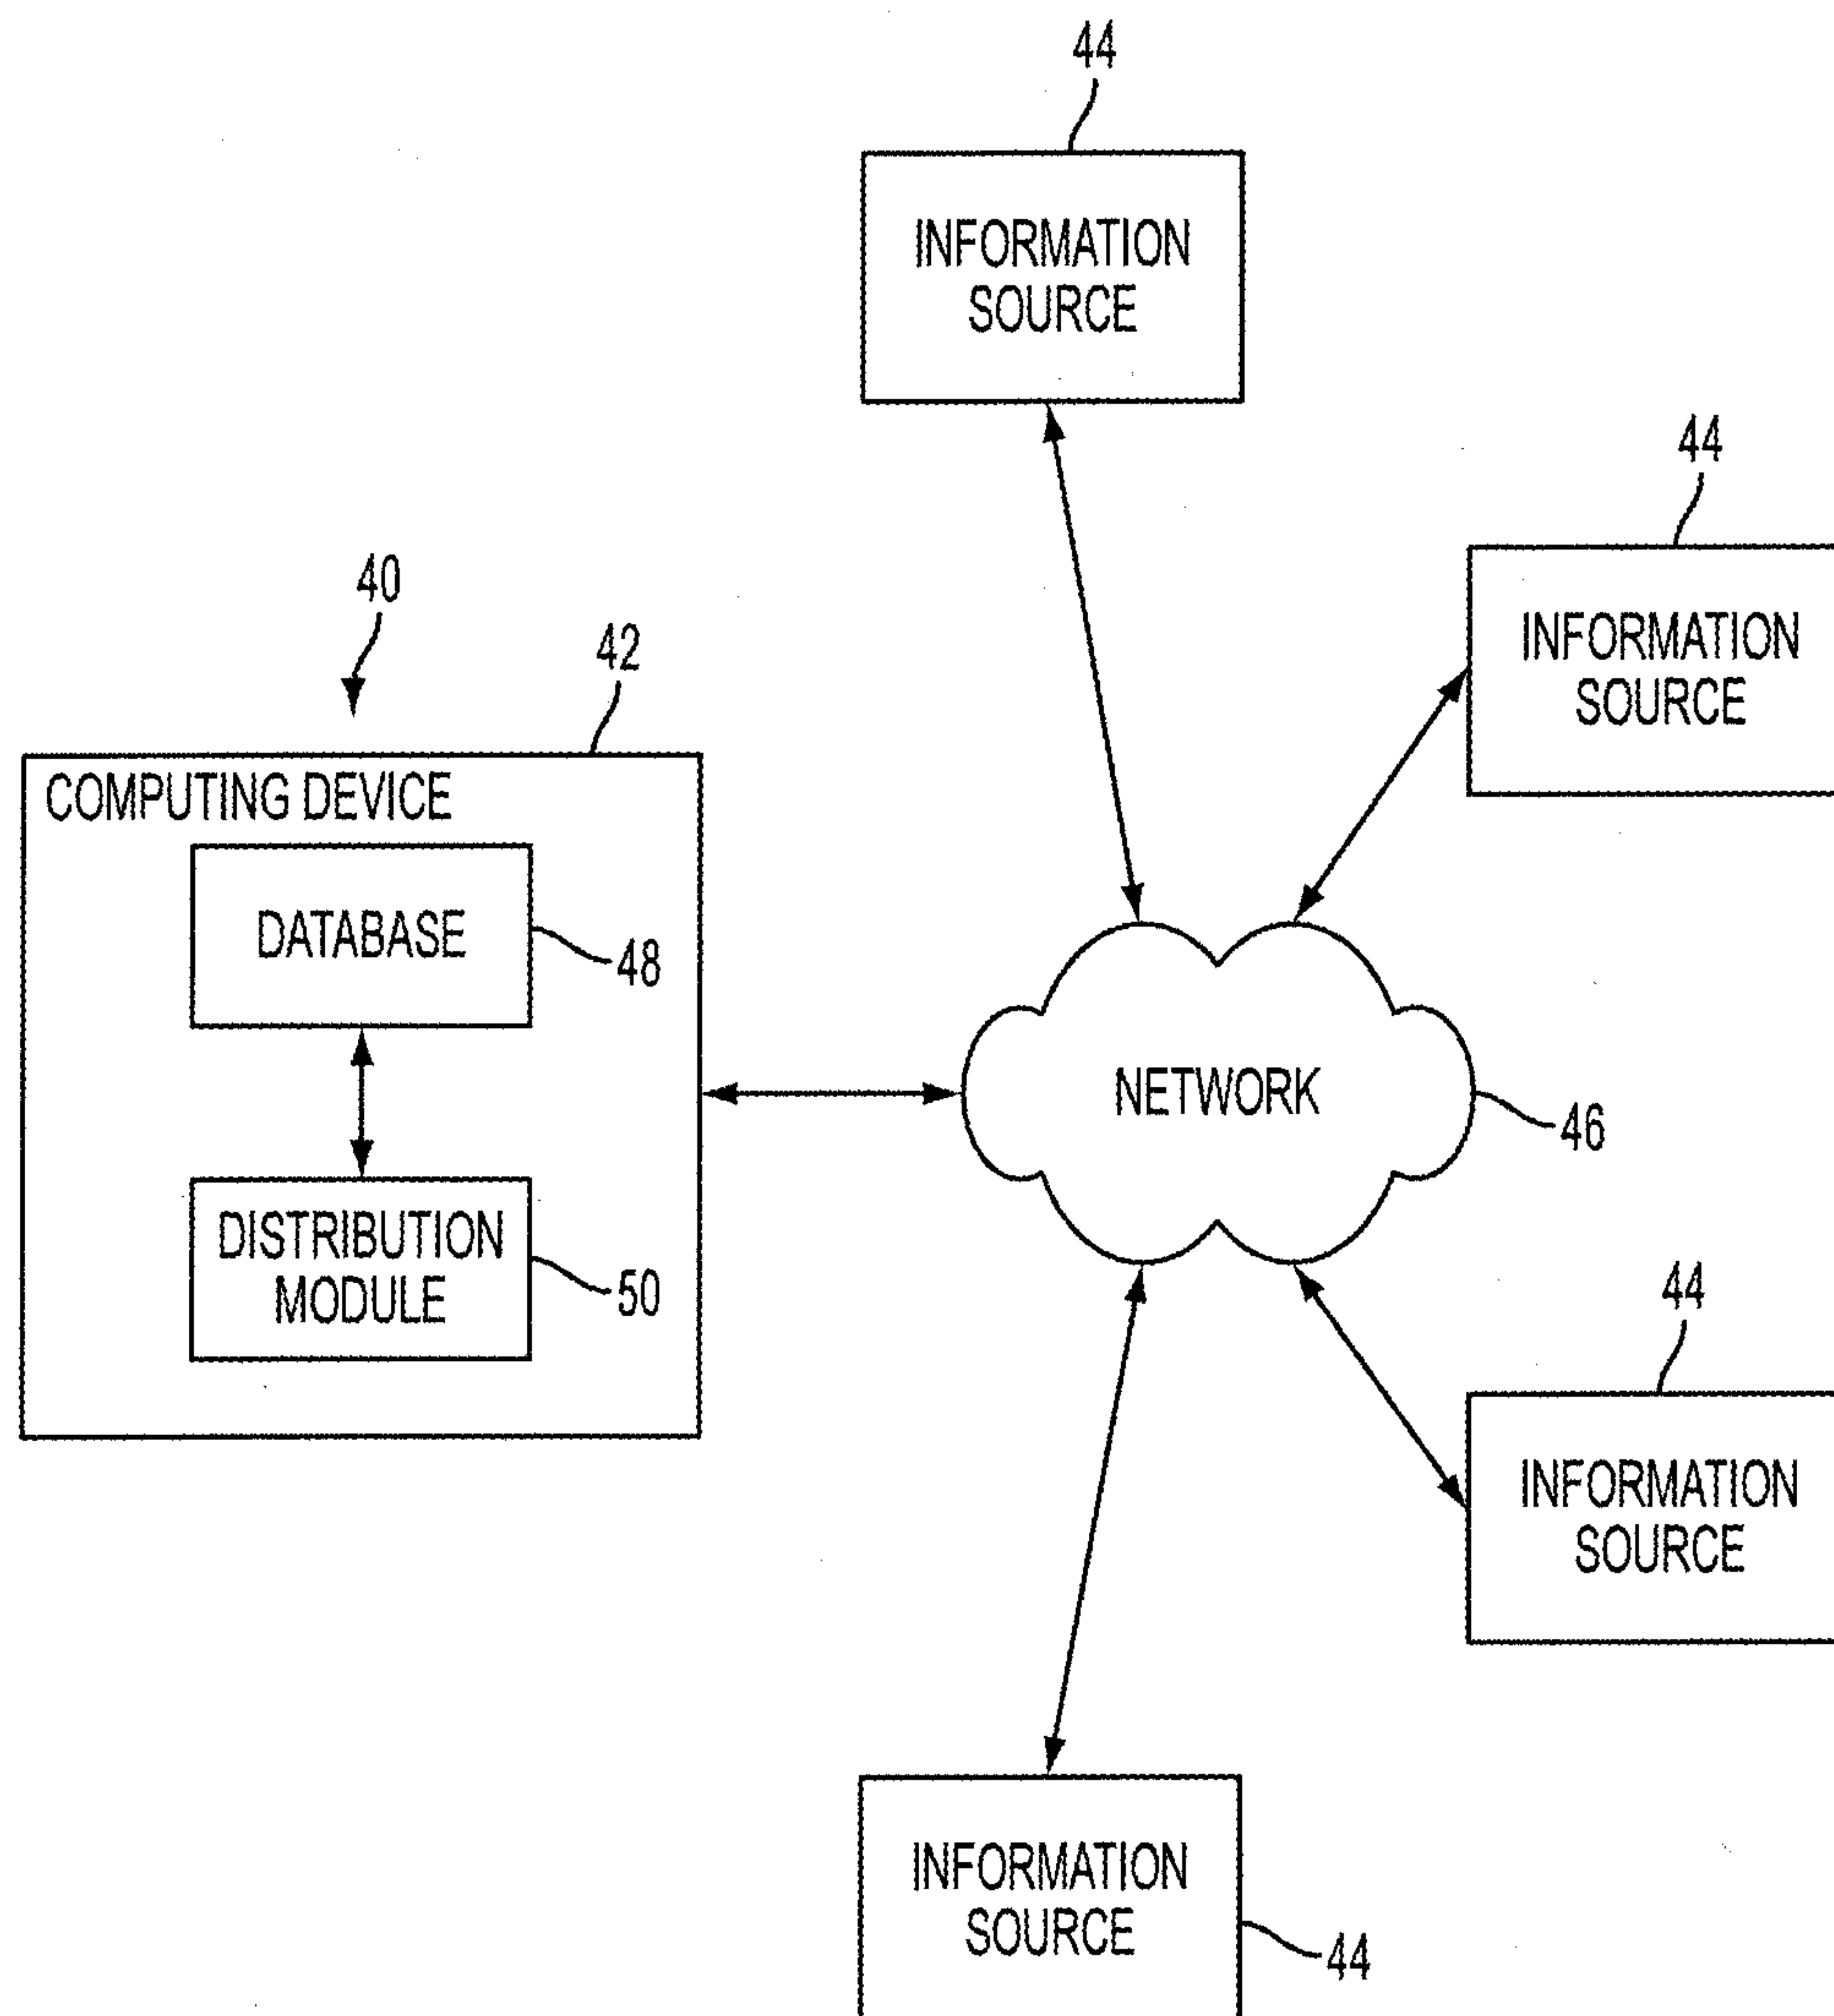 44
INFORMATION
SOURCE
44
INFORMATION
SOURCE
40
42
COMPUTING DEVICE
DATABASE
48
DISTRIBUTION
MODULE
50
NETWORK
46
44
INFORMATION
SOURCE
INFORMATION
SOURCE
44